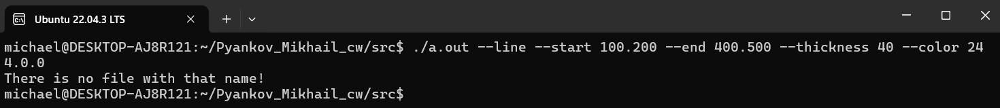 Ubuntu 22.04.3 LTS
michael@DESKTOP-AJ8R121:~/Pyankov_Mikhail_cw/src$ ./a.out --line --start 100.200 --end 400.500 --thickness 40 --color 24
4.0.0
There is no file with that name!
michael@DESKTOP-AJ8R121:~/Pyankov_Mikhail_cw/src$